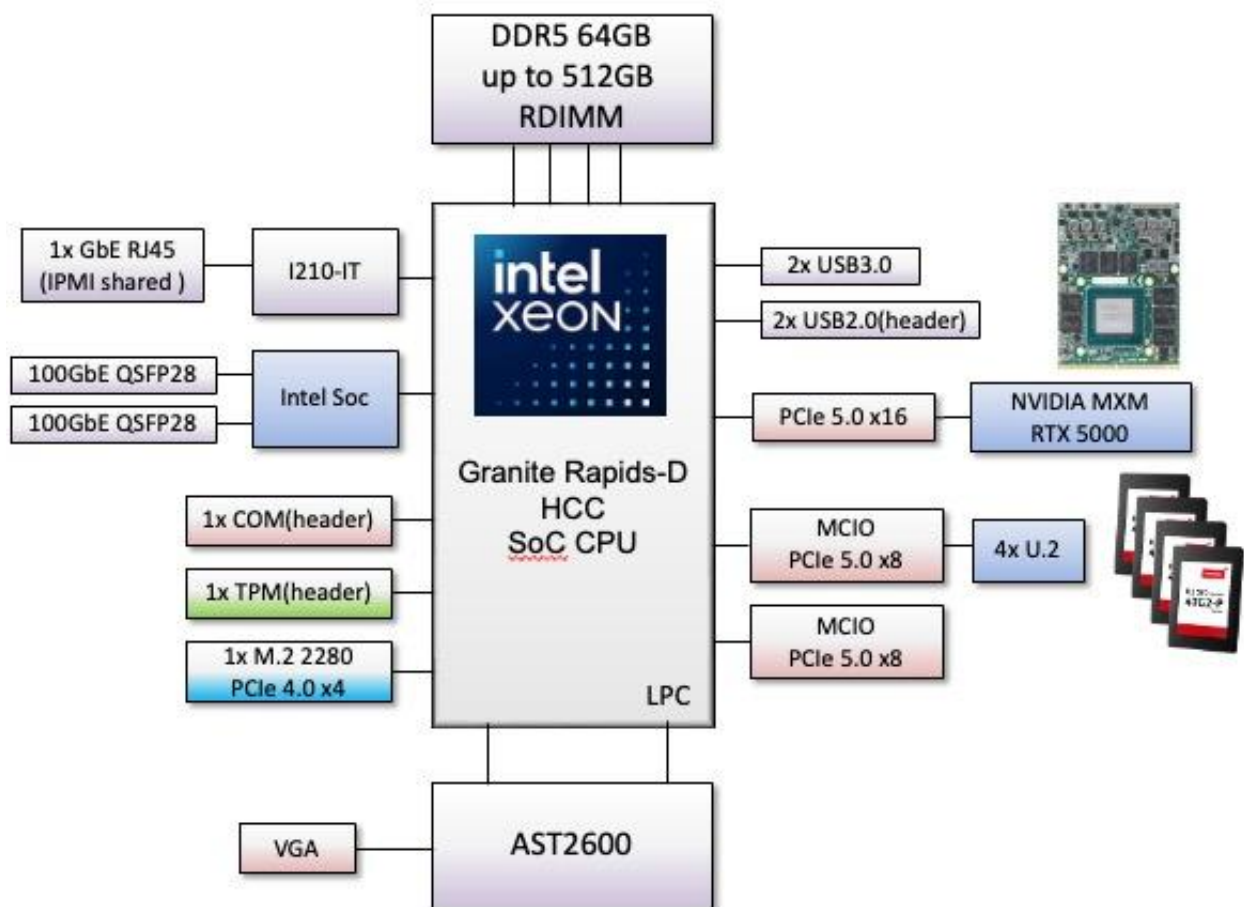 DDR5 64GB
up to 512GB
RDIMM
1x GbE RJ45
(IPMI shared )
I210-IT
100GbE QSFP28
100GbE QSFP28
Intel Soc
1x COM(header)
1x TPM(header)
1x M.2 2280
PCIe 4.0 x4
intel
xeon
Granite Rapids-D
HCC
SoC CPU
LPC
2x USB3.0
2x USB2.0(header)
PCIe 5.0 x16
NVIDIA MXM
RTX 5000
MCIO
PCIe 5.0 x8
4x U.2
MCIO
PCIe 5.0 x8
VGA
AST2600